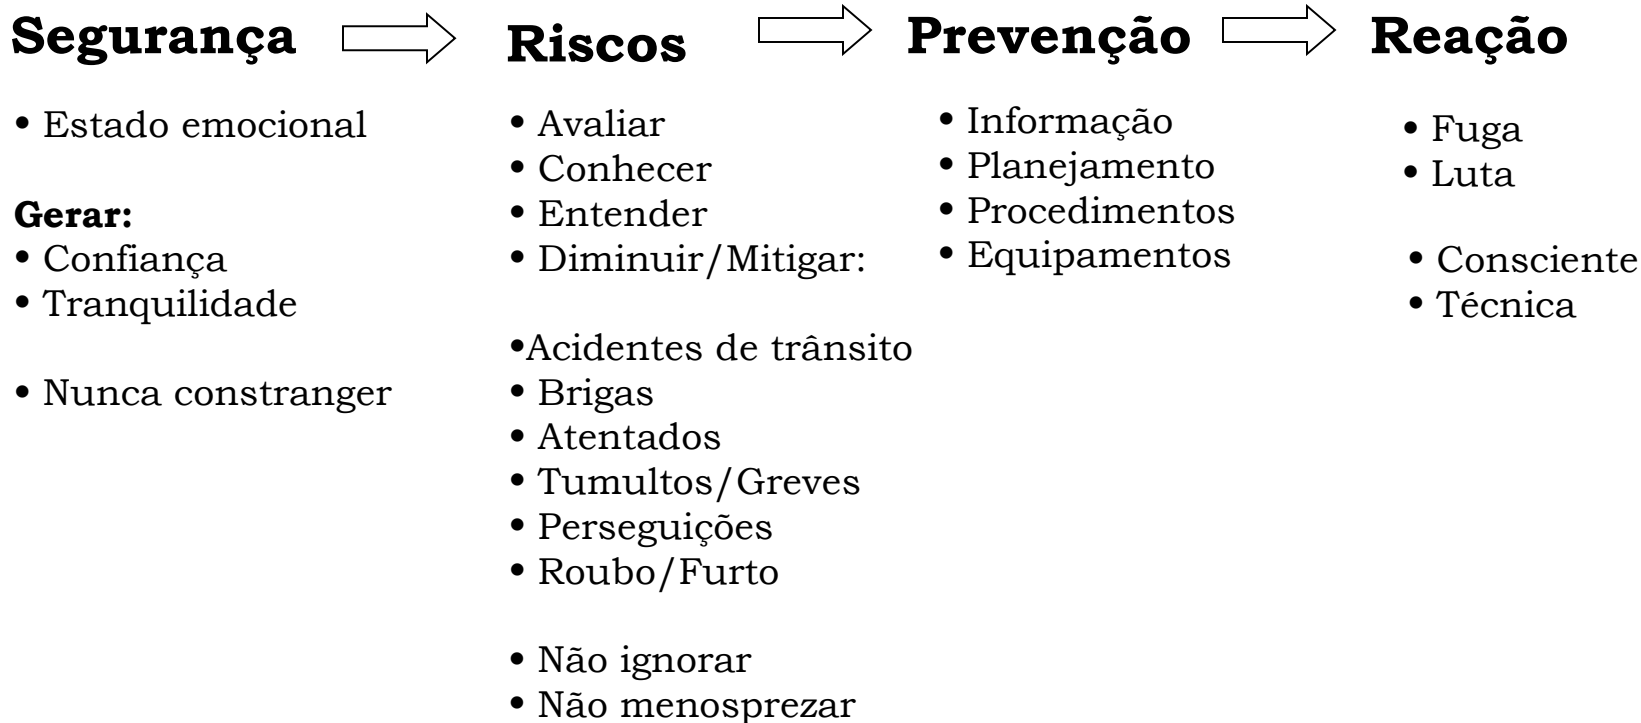 Segurança
• Estado emocional
Gerar:
• Confiança
• Tranquilidade
• Nunca constranger
Riscos
• Avaliar
• Conhecer
• Entender
• Diminuir/Mitigar:
•Acidentes de trânsito
• Brigas
• Atentados
• Tumultos/Greves
• Perseguições
• Roubo/Furto
• Não ignorar
• Não menosprezar
Prevenção
• Informação
• Planejamento
• Procedimentos
• Equipamentos
Reação
• Fuga
• Luta
• Consciente
• Técnica